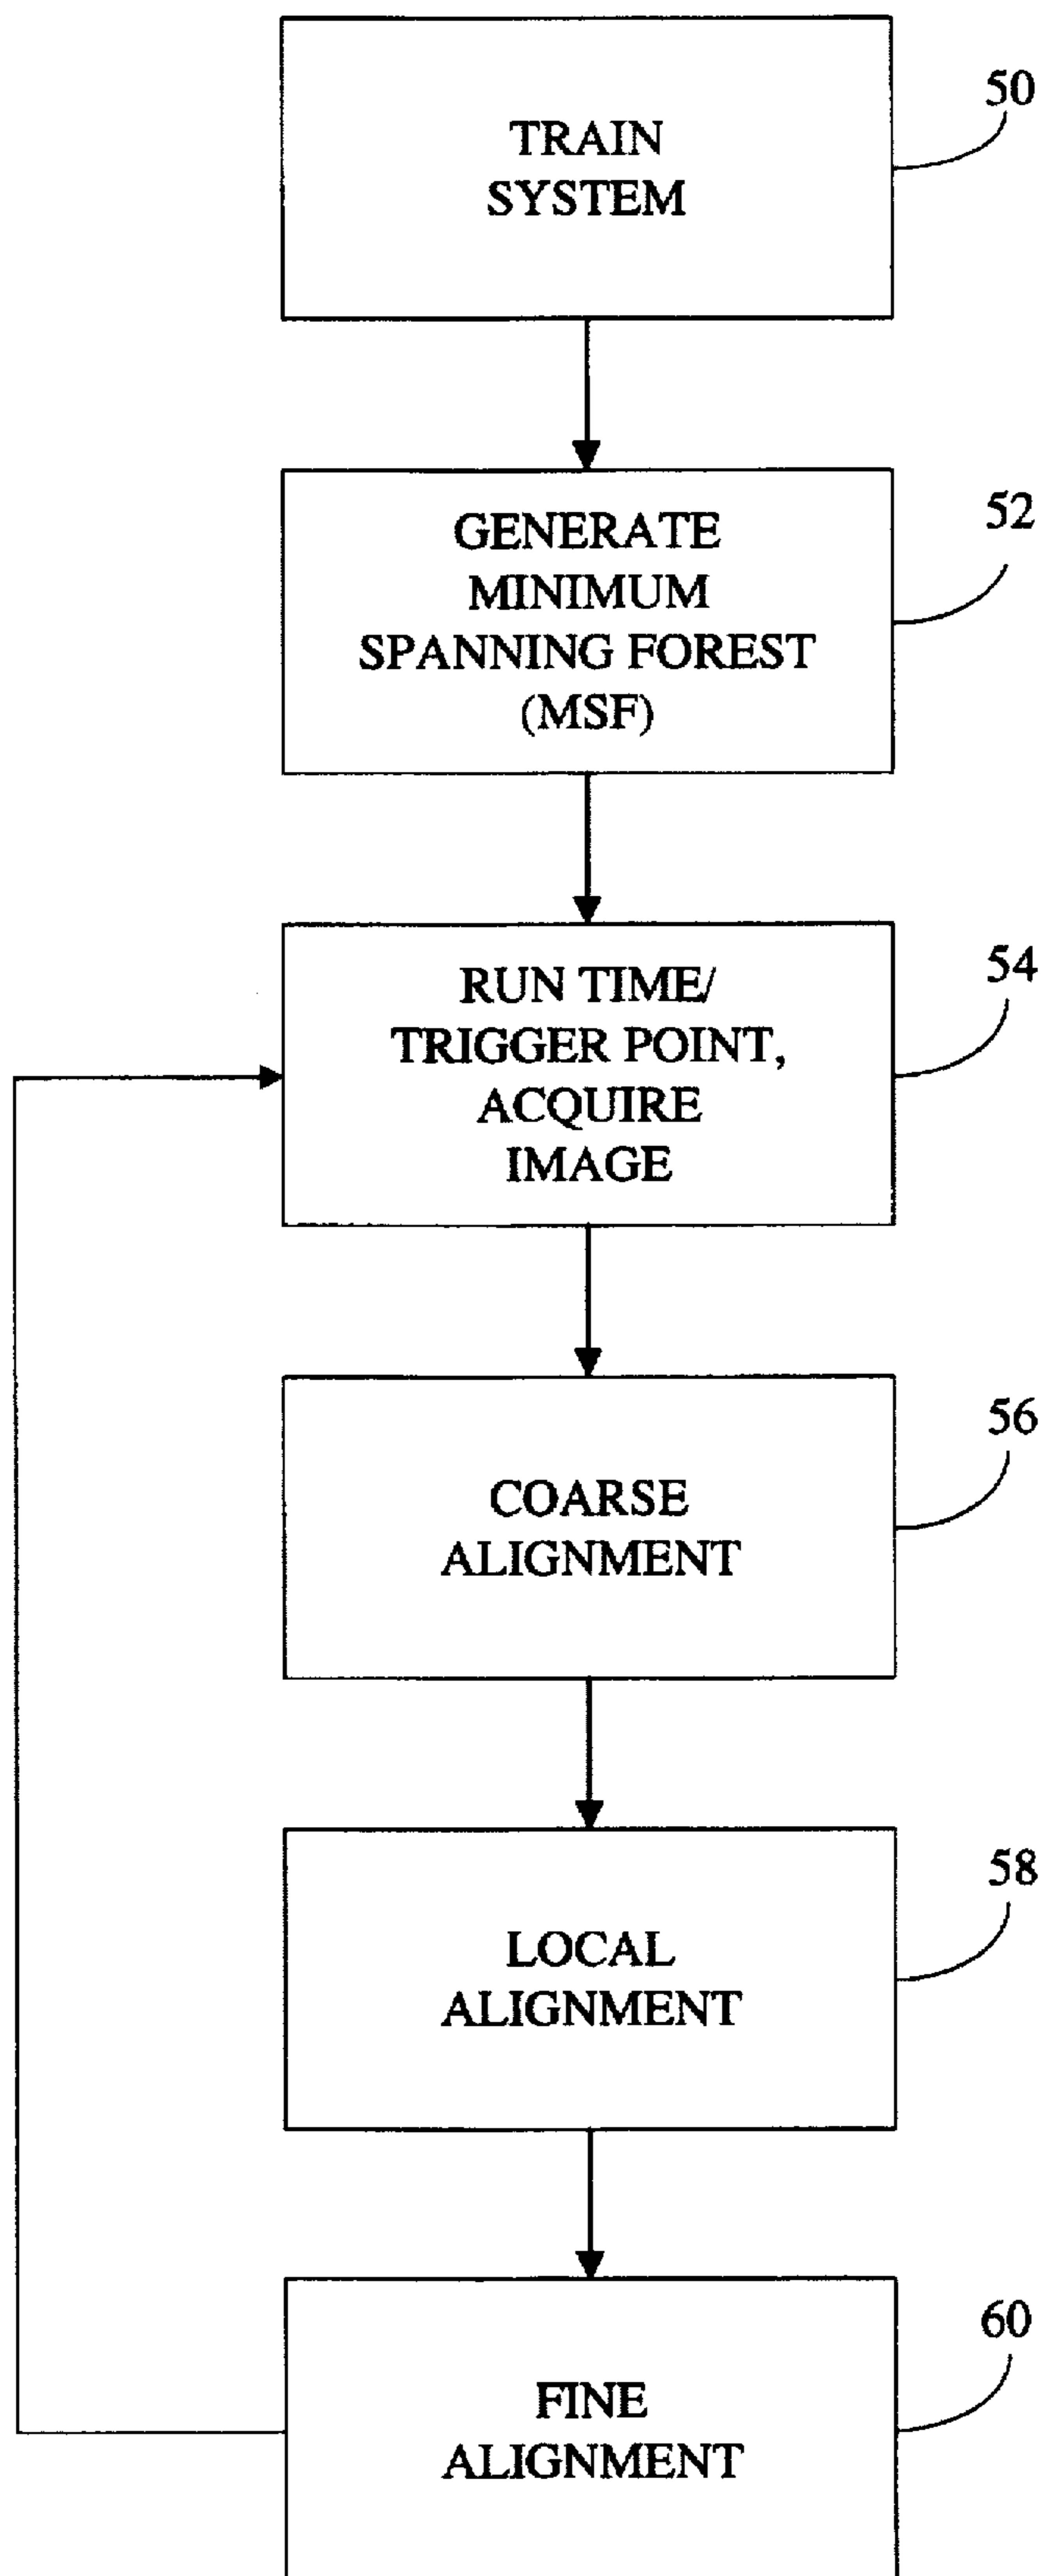 TRAIN
SYSTEM
50
GENERATE
MINIMUM
SPANNING FOREST
(MSF)
52
RUN TIME/
TRIGGER POINT,
ACQUIRE
IMAGE
54
COARSE
ALIGNMENT
56
LOCAL
ALIGNMENT
58
FINE
ALIGNMENT
60